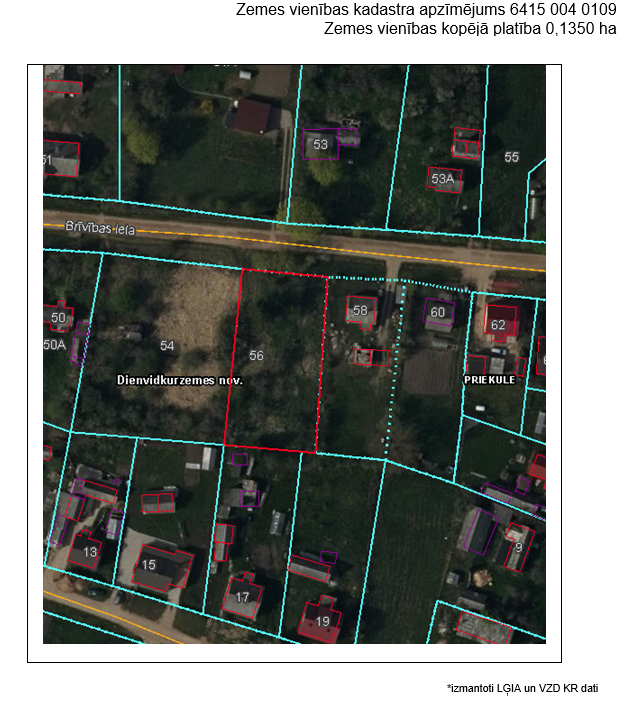 Zemes vienības kadastra apzīmējums 6415 004 0109
Zemes vienības kopējā platība 0,1350 ha
51
53
53A
55
Brīvības iela
50
50A
54
56
58
60
62
Dienvidkurzemes nov.
PRIEKULE
13
15
17
19
9
*izmantoti LĢIA un VZD KR dati